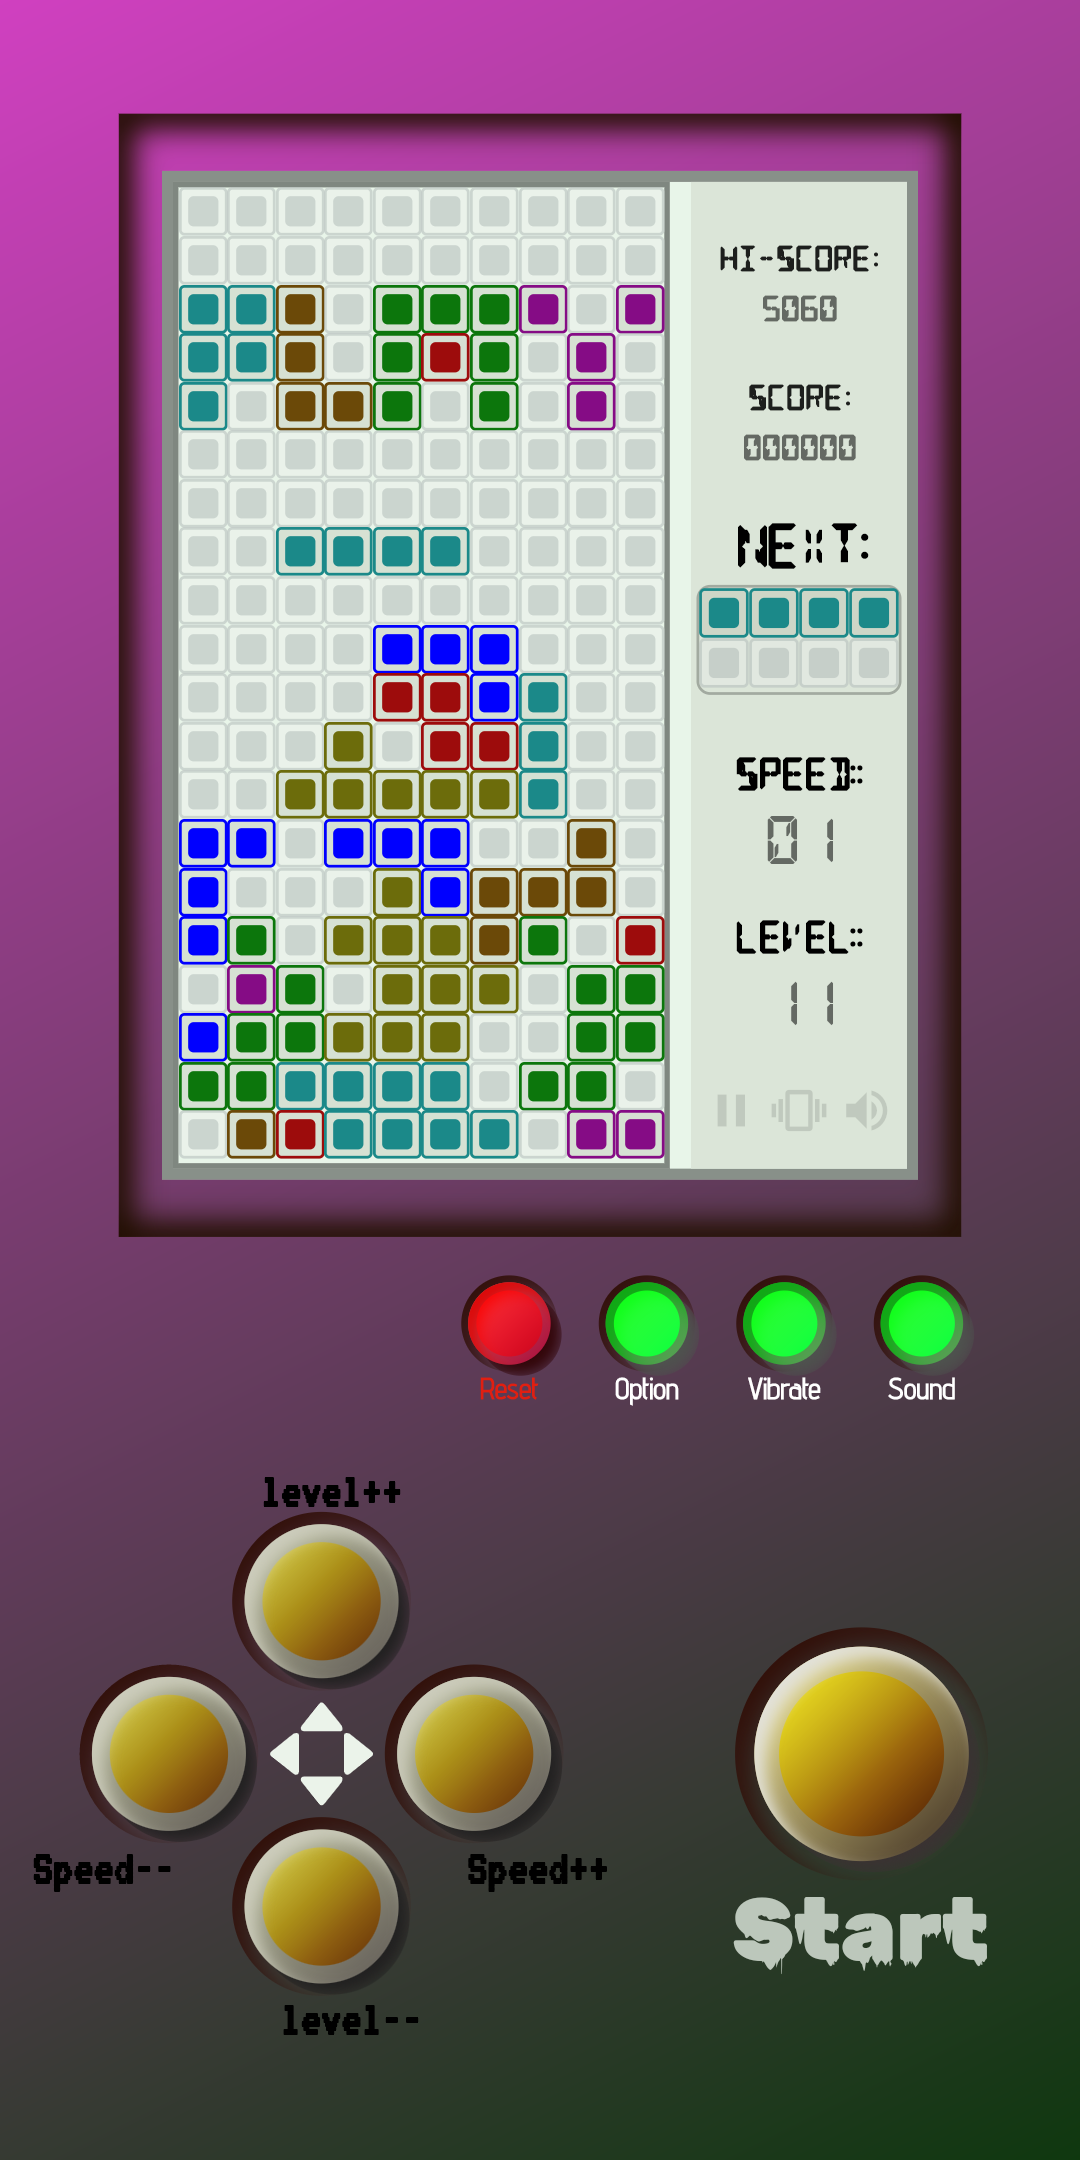 HI-SCORE:
5060
SCORE:
000000
NEXT:
SPEED::
01
LEVEL::
11
Reset
Option
Vibrate
Sound
level++
Speed--
Speed++
Start
level--